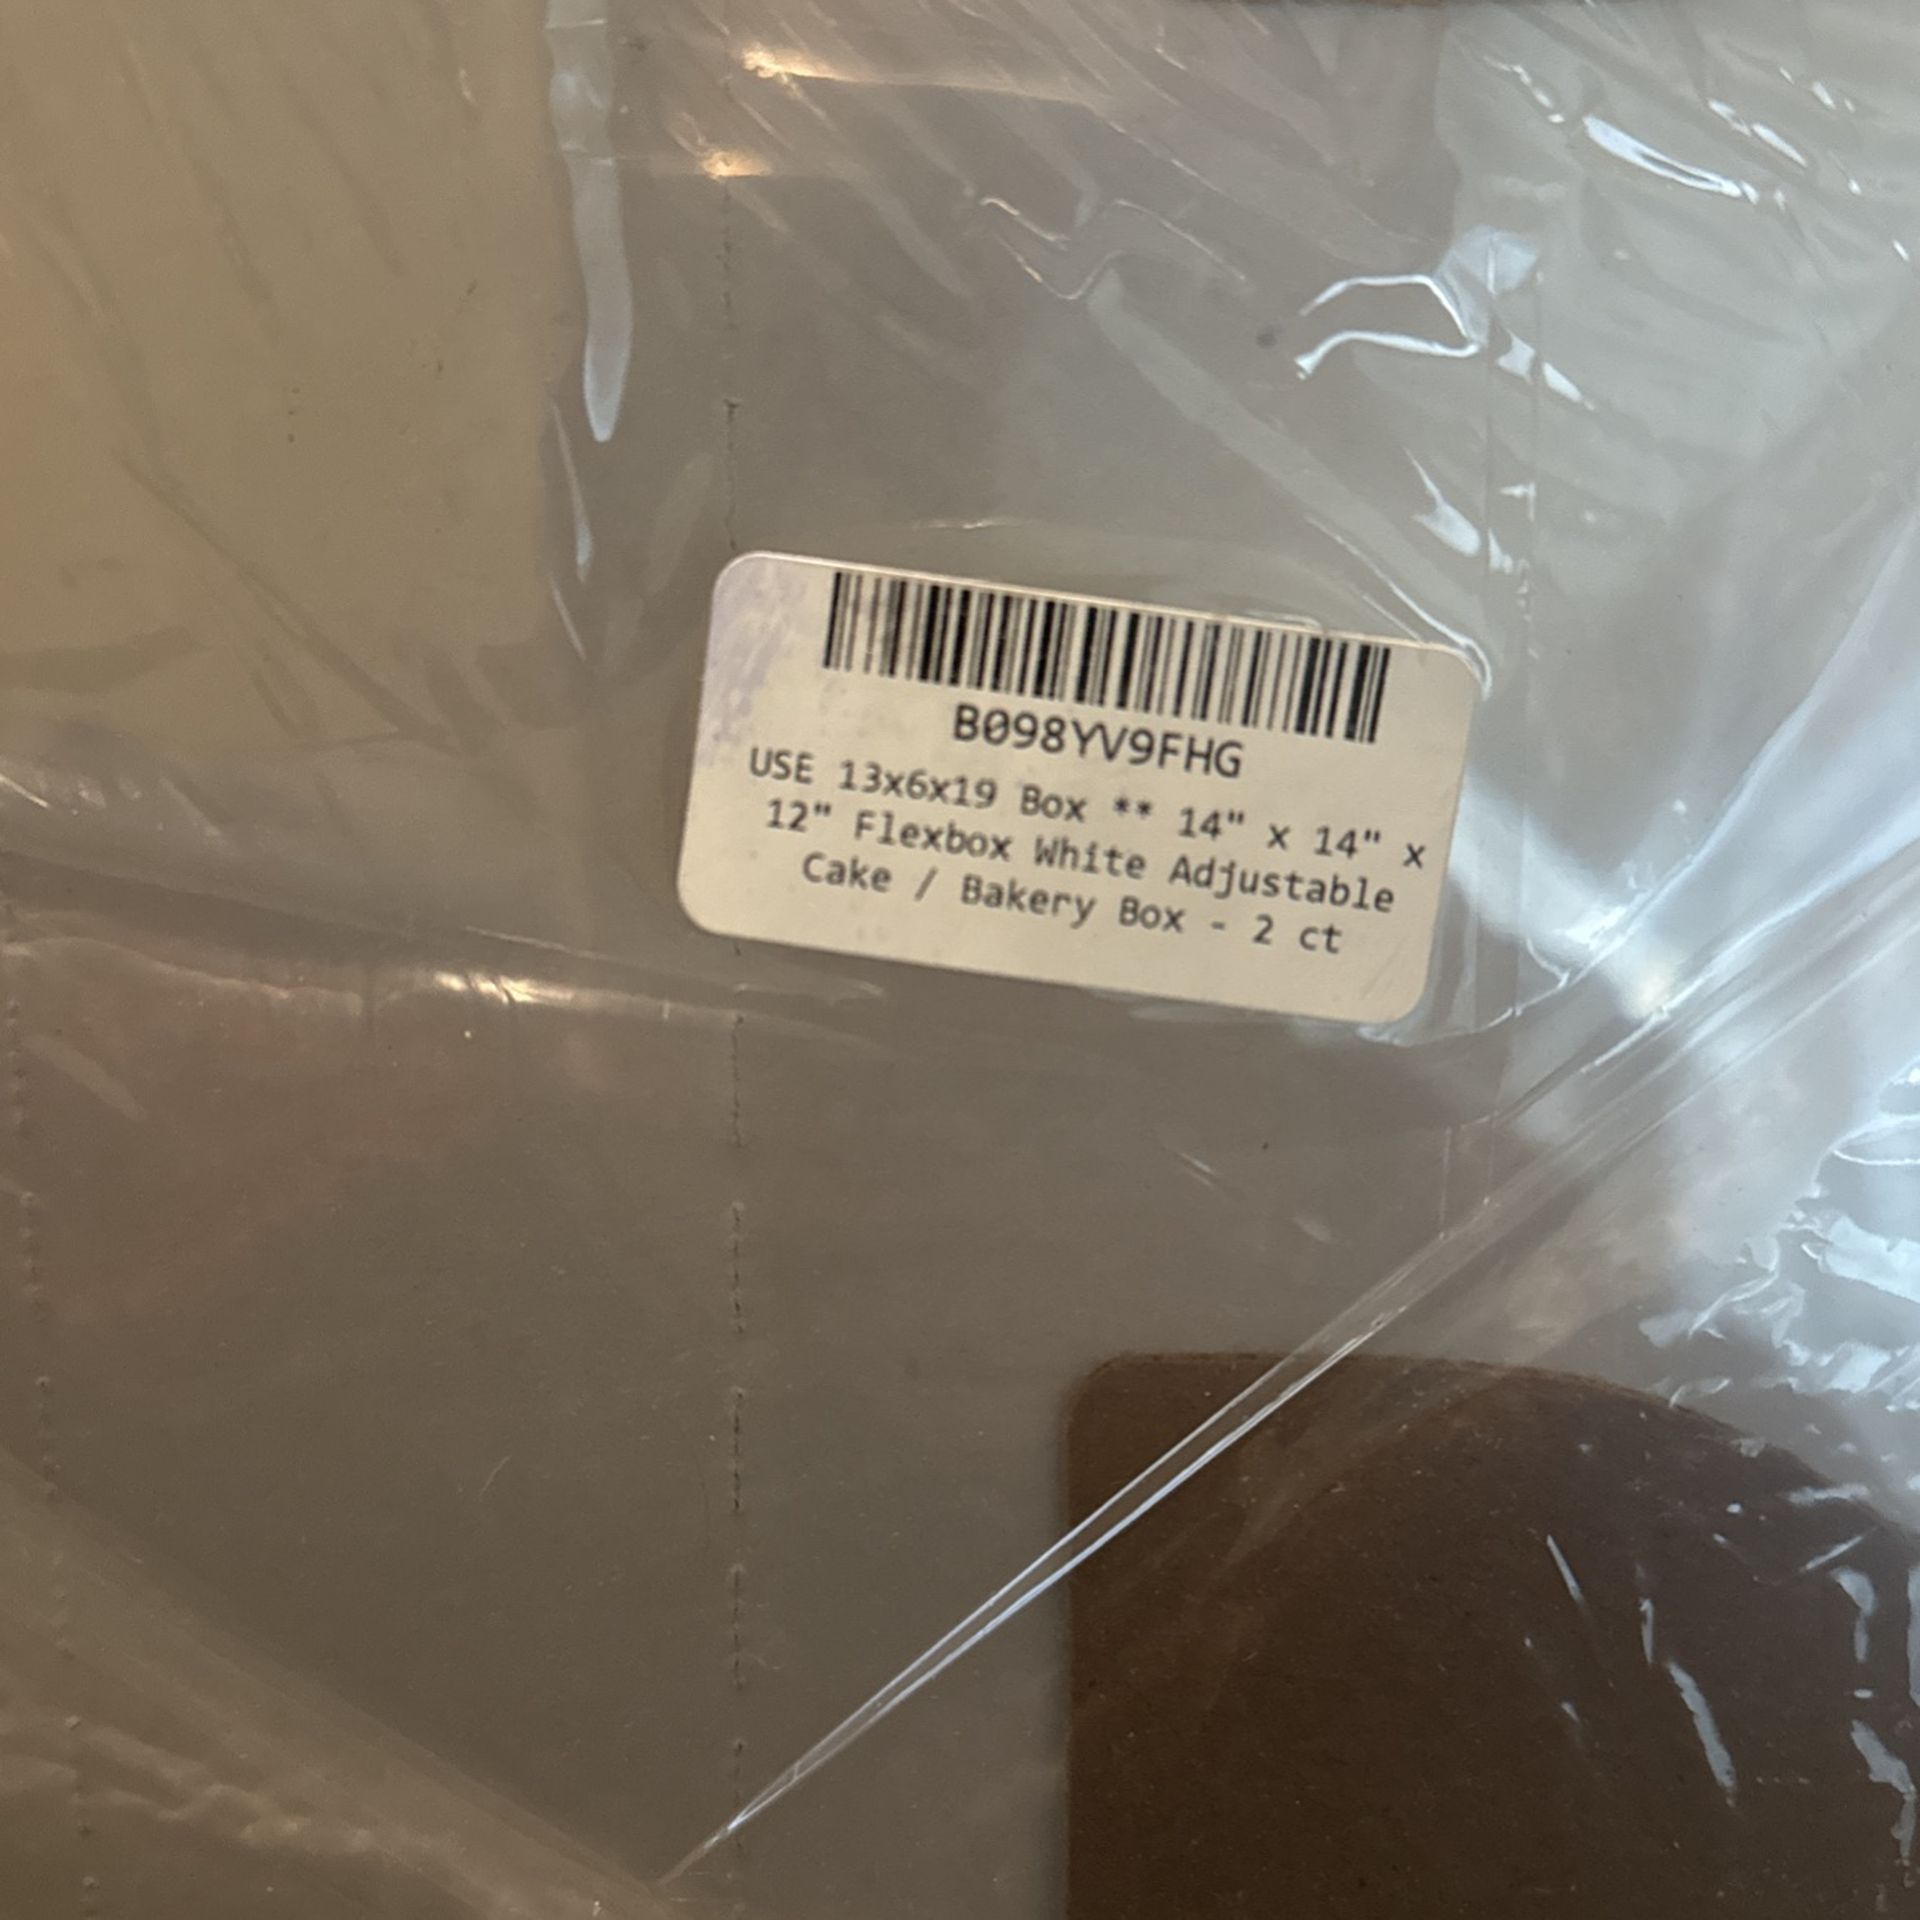 B098YV9FHG
USE 13x6x19 Box ** 14" x 14" x
12" Flexbox White Adjustable
Cake / Bakery Box - 2 ct